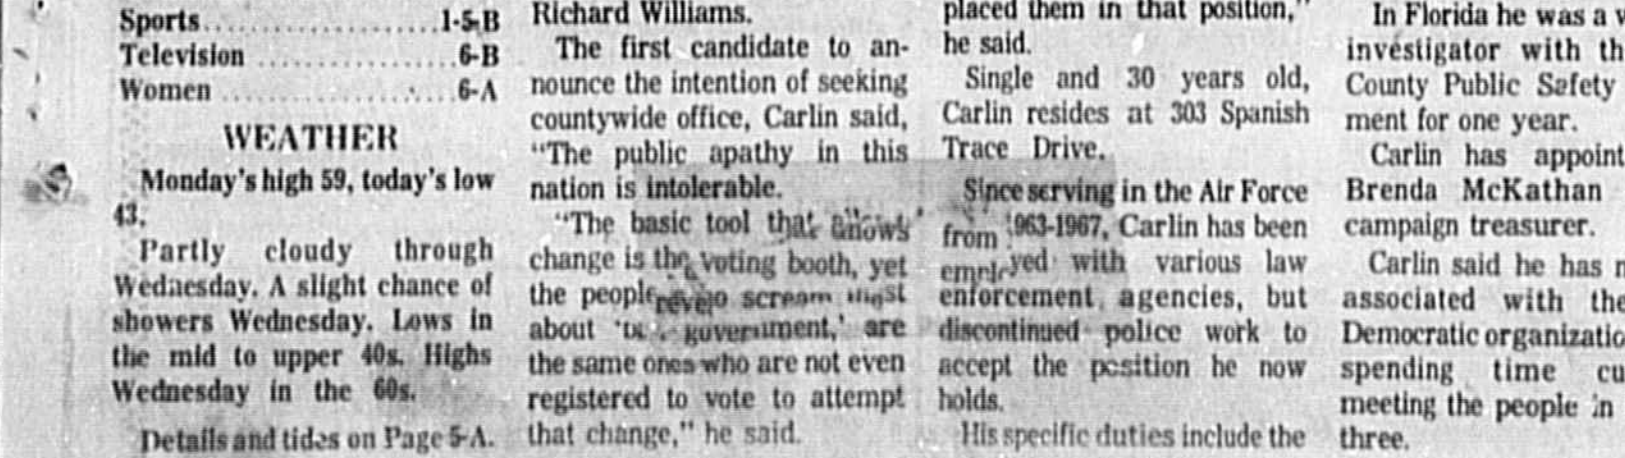 Sports....................1-5-B
Television ..................6-B
Women .....................6-A
WEATHER
Monday's high 59, today's low
43.
Partly cloudy through
Wednesday. A slight chance of
showers Wednesday. Lows in
the mid to upper 40s. Highs
Wednesday in the 60s.
Details and tides on Page 5-A.
Richard Williams.
The first candidate to an-
nounce the intention of seeking
countywide office, Carlin said,
"The public apathy in this
nation is intolerable.
"The basic tool that allows
change is the voting booth, yet
the people scream most
about government,' are
the same ones who are not even
registered to vote to attempt
that change," he said.
placed them in that position,"
he said.
Single and 30 years old,
Carlin resides at 303 Spanish
Trace Drive.
Since serving in the Air Force
from 1963-1967, Carlin has been
with various law
enforcement agencies, but
discontinued police work to
accept the position he now
holds.
His specific duties include the
In Florida he was a
investigator with
County Public Safety
ment for one year.
Carlin has appoint
Brenda McKathan
campaign treasurer.
Carlin said he has
associated with the
Democratic organizatio
spending time cu
meeting the people in
three.